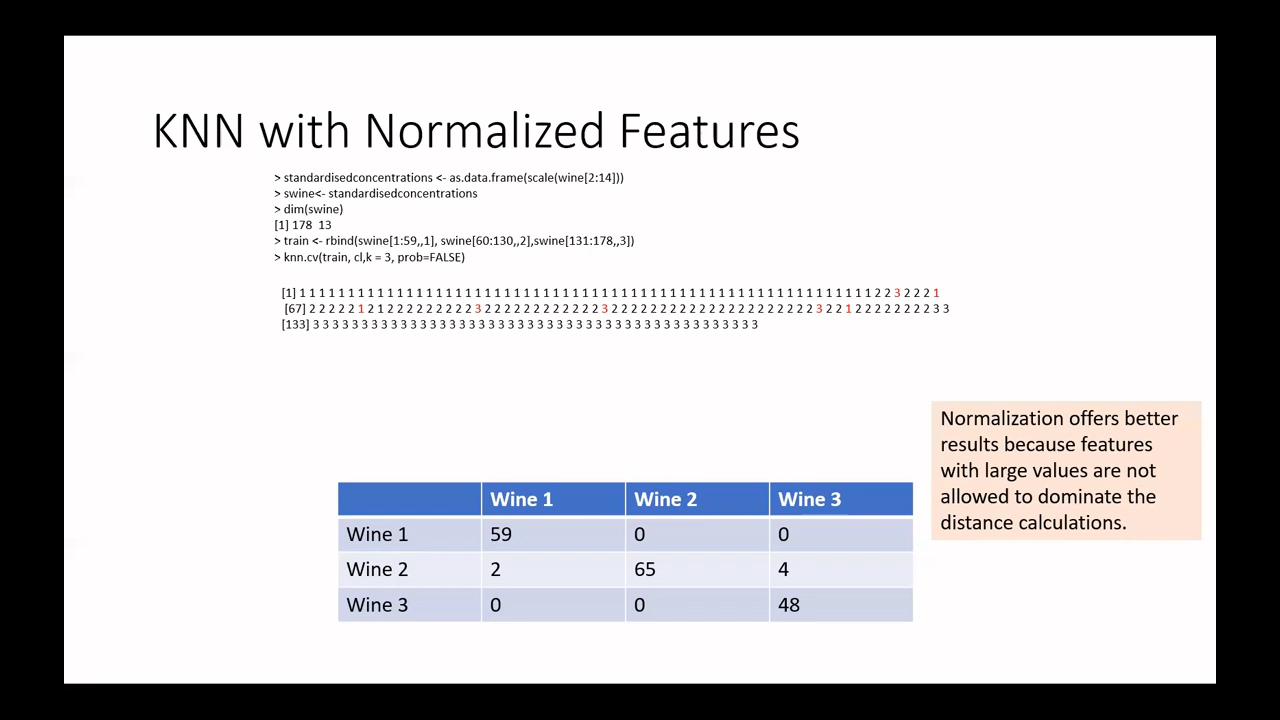 KNN with Normalized Features
> standardisedconcentrations <- as.data.frame(scale(wine[2:14]))
> swine<- standardisedconcentrations
> dim(swine)
[1] 178 13
> train <- rbind(swine[1:59,,1], swine[60:130,,2],swine[131:178,,3])
> knn.cv(train, cl,k = 3, prob=FALSE)
[1] 1 1 1 1 1 1 1 1 1 1 1 1 1 1 1 1 1 1 1 1 1 1 1 1 1 1 1 1 1 1 1 1 1 1 1 1 1 1 1 1 1 1 1 1 1 1 1 1 1 1 1 1 1 1 1 1 1 1 1 2 2 3 2 2 2 1
[67] 2 2 2 2 2 1 2 1 2 2 2 2 2 2 2 2 2 3 2 2 2 2 2 2 2 2 2 2 2 2 3 2 2 2 2 2 2 2 2 2 2 2 2 2 2 2 2 2 2 2 2 2 3 2 2 1 2 2 2 2 2 2 2 2 3 3
[133] 3 3 3 3 3 3 3 3 3 3 3 3 3 3 3 3 3 3 3 3 3 3 3 3 3 3 3 3 3 3 3 3 3 3 3 3 3 3 3 3 3 3 3 3 3 3
Normalization offers better
results because features
with large values are not
allowed to dominate the
distance calculations.
Wine 1 Wine 2 Wine 3
Wine 1 59 0 0
Wine 2 2 65 4
Wine 3 0 0 48